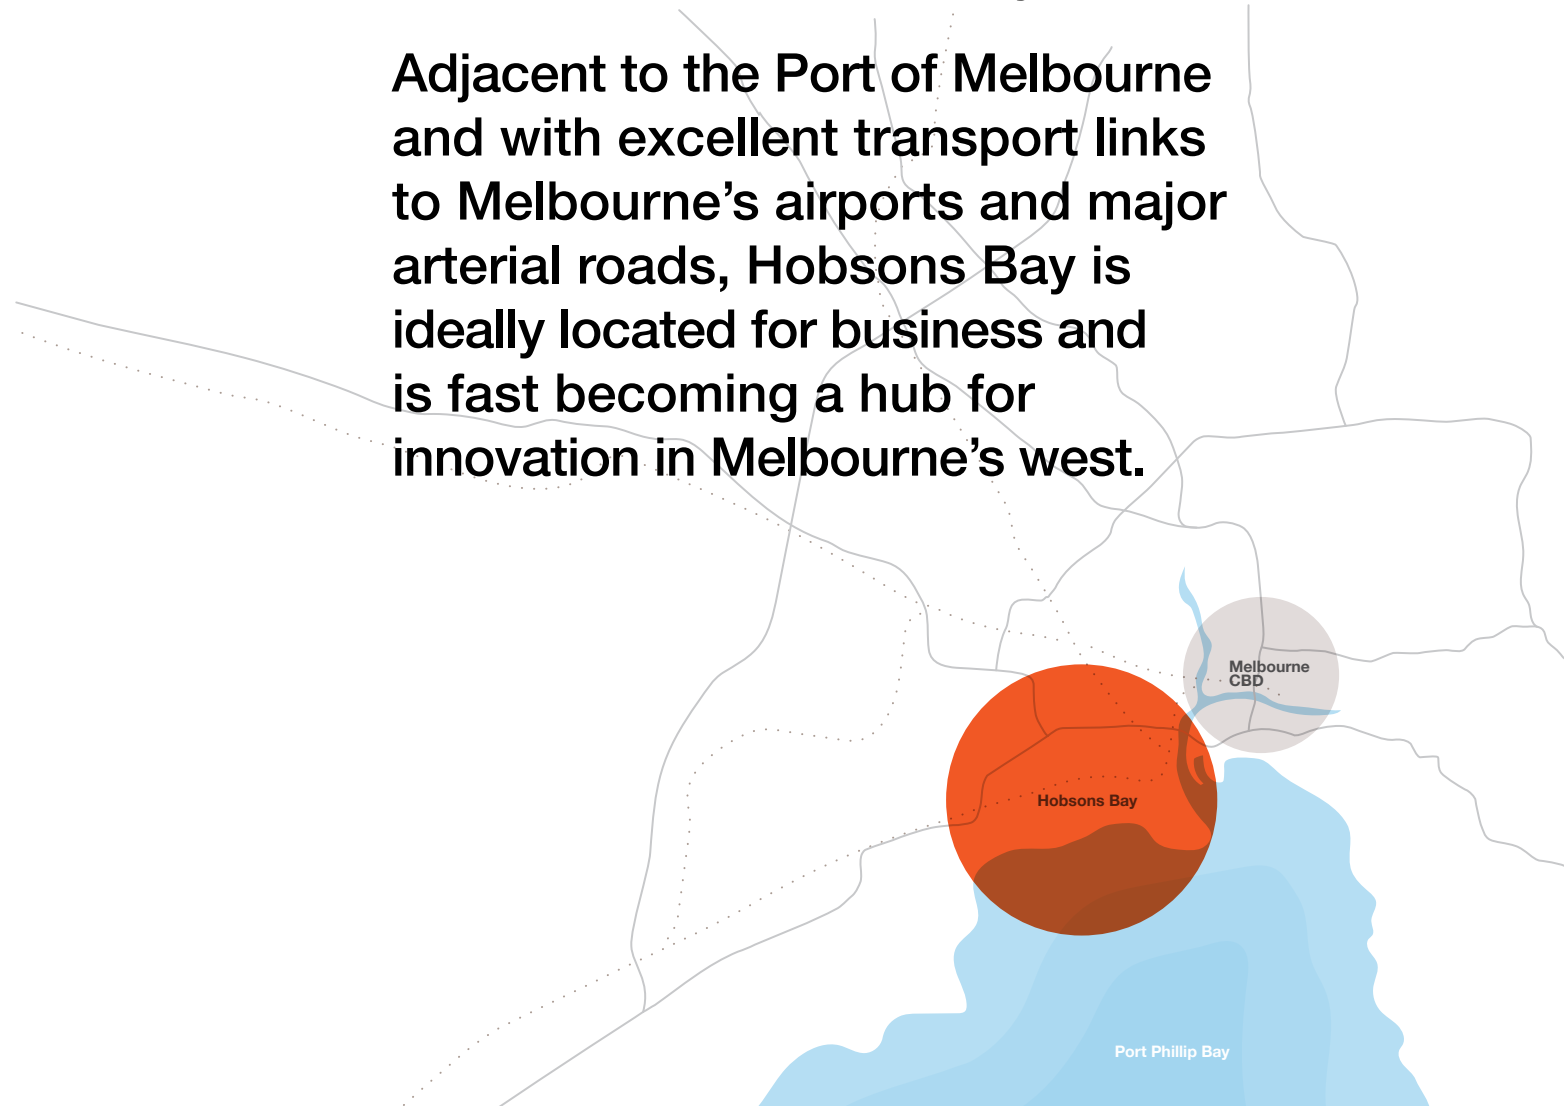 Adjacent to the Port of Melbourne
and with excellent transport links
to Melbourne’s airports and major
arterial roads, Hobsons Bay is
ideally located for business and
is fast becoming a hub for
innovation in Melbourne’s west.
Melbourne
CBD
Hobsons Bay
Port Phillip Bay